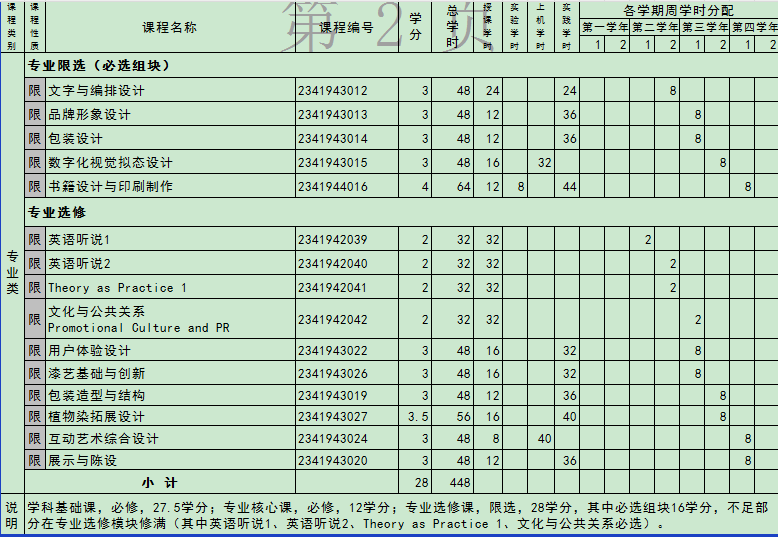 第 2 页
课程类别 课程性质 课程名称 课程编号 学分 总学时 授课学时 实验学时 上机学时 实践学时 各学期周学时分配
第一学年 第二学年 第三学年 第四学年
1 2 1 2 1 2 1 2
专业限选（必选组块）
限 文字与编排设计 2341943012 3 48 24 24 8
限 品牌形象设计 2341943013 3 48 12 36 8
限 包装设计 2341943014 3 48 12 36 8
限 数字化视觉拟态设计 2341943015 3 48 16 32 8
限 书籍设计与印刷制作 2341944016 4 64 12 8 44 8
专业选修
专业类
限 英语听说1 2341942039 2 32 32 2
限 英语听说2 2341942040 2 32 32 2
限 Theory as Practice 1 2341942041 2 32 32 2
限 文化与公共关系
Promotional Culture and PR 2341942042 2 32 32 2
限 用户体验设计 2341943022 3 48 16 32 8
限 漆艺基础与创新 2341943026 3 48 16 32 8
限 包装造型与结构 2341943019 3 48 12 36 8
限 植物染拓展设计 2341943027 3.5 56 16 40 8
限 互动艺术综合设计 2341943024 3 48 8 40 8
限 展示与陈设 2341943020 3 48 12 36 8
小 计 28 448
说明 学科基础课，必修，27.5学分；专业核心课，必修，12学分；专业选修课，限选，28学分，其中必选组块16学分，不足部
分在专业选修模块修满（其中英语听说1、英语听说2、Theory as Practice 1、文化与公共关系必选）。